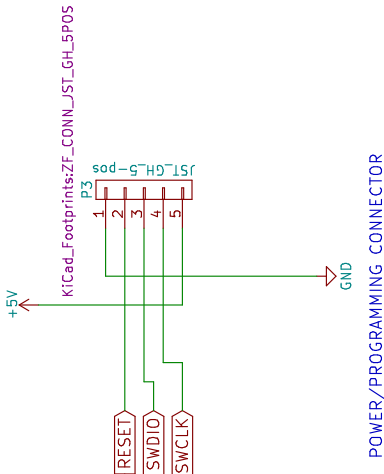 KiCad_Footprints:ZF_CONN_JST_GH_5POS
JST_GH_5-pos
P3
1
2
3
4
5
+5V
GND
RESET
SWDIO
SWCLK
POWER/PROGRAMMING CONNECTOR